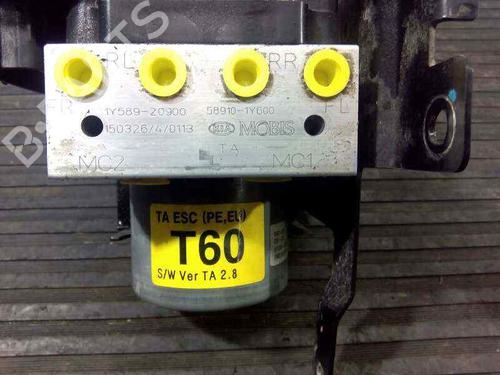 RL RR
FR FL
1Y589-20900 58910-1Y600
150326/4/0113 KIA MOBIS
TA
MC2 MC1
TA ESC (PE,EU)
T60
S/W Ver TA 2.8